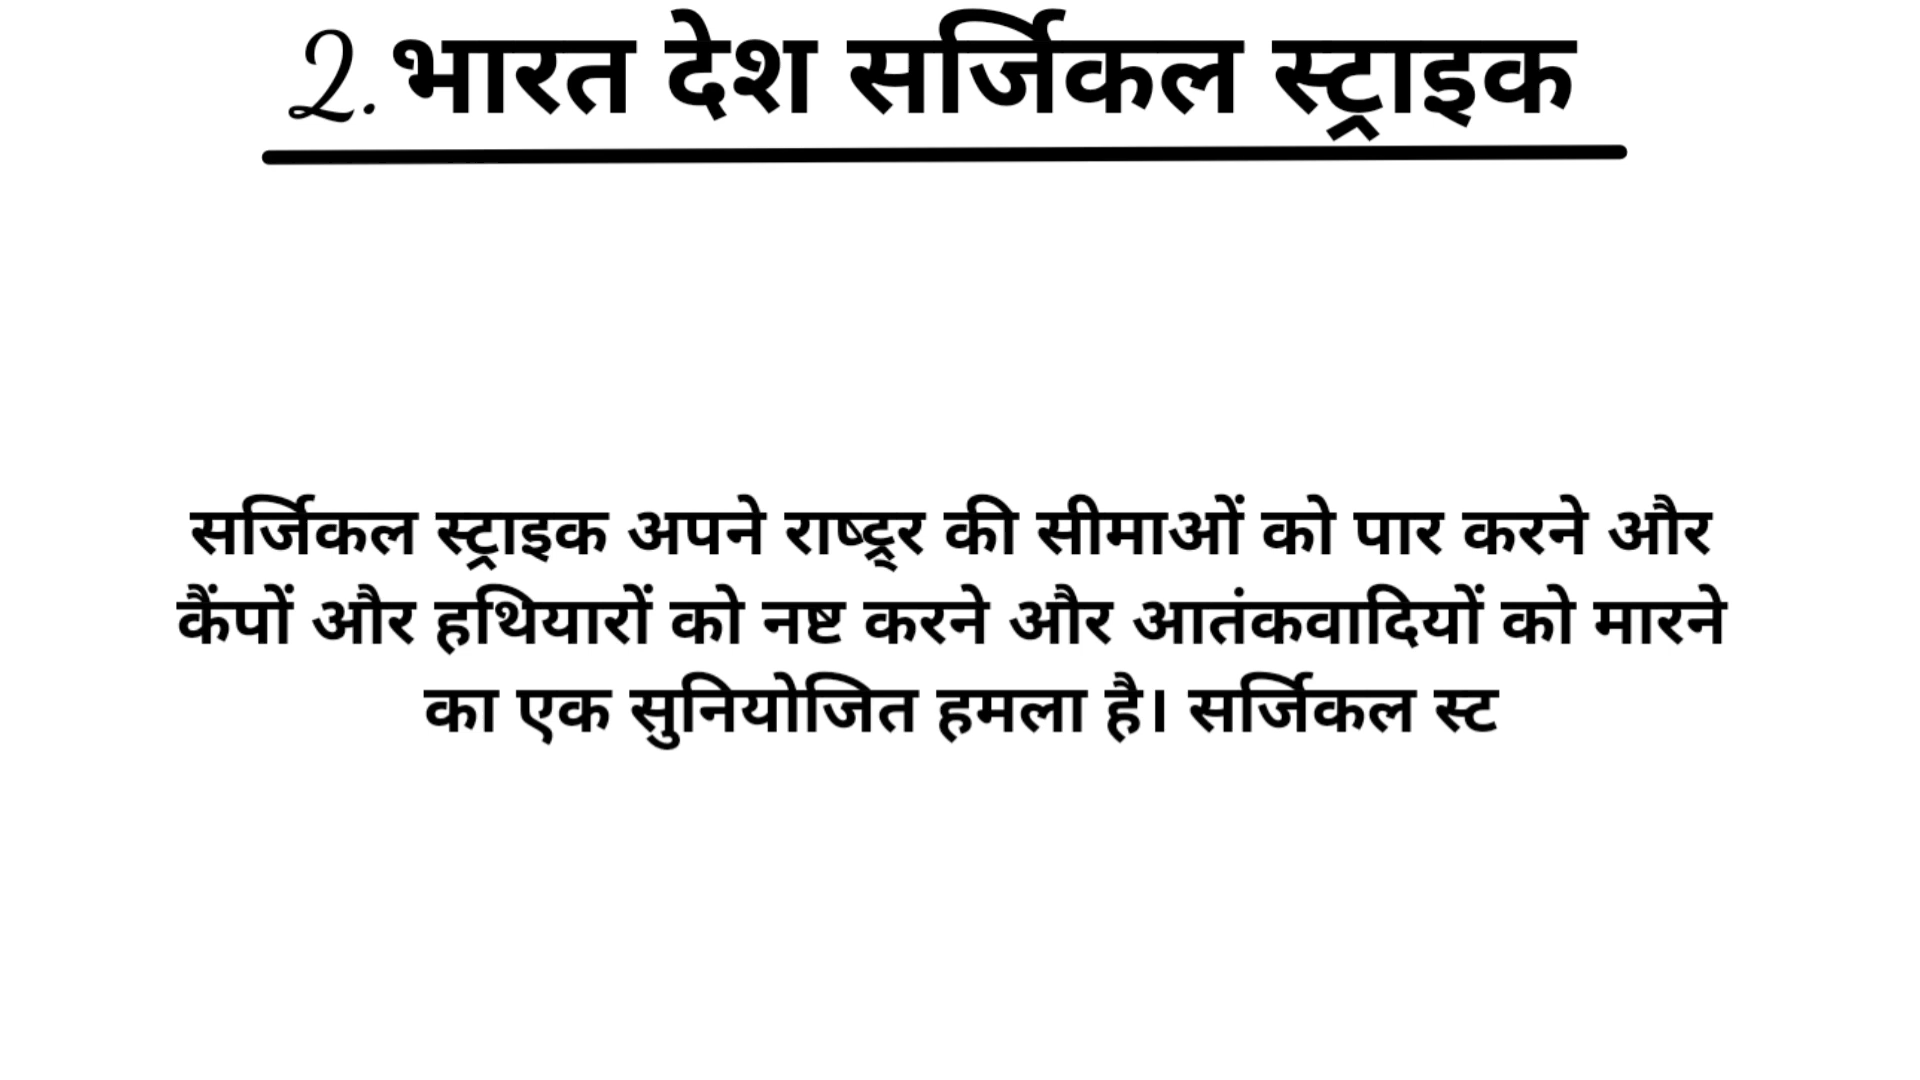 2. भारत देश सर्जिकल स्ट्राइक
सर्जिकल स्ट्राइक अपने राष्ट्र्र की सीमाओं को पार करने और
कैंपों और हथियारों को नष्ट करने और आतंकवादियों को मारने
का एक सुनियोजित हमला है। सर्जिकल स्ट